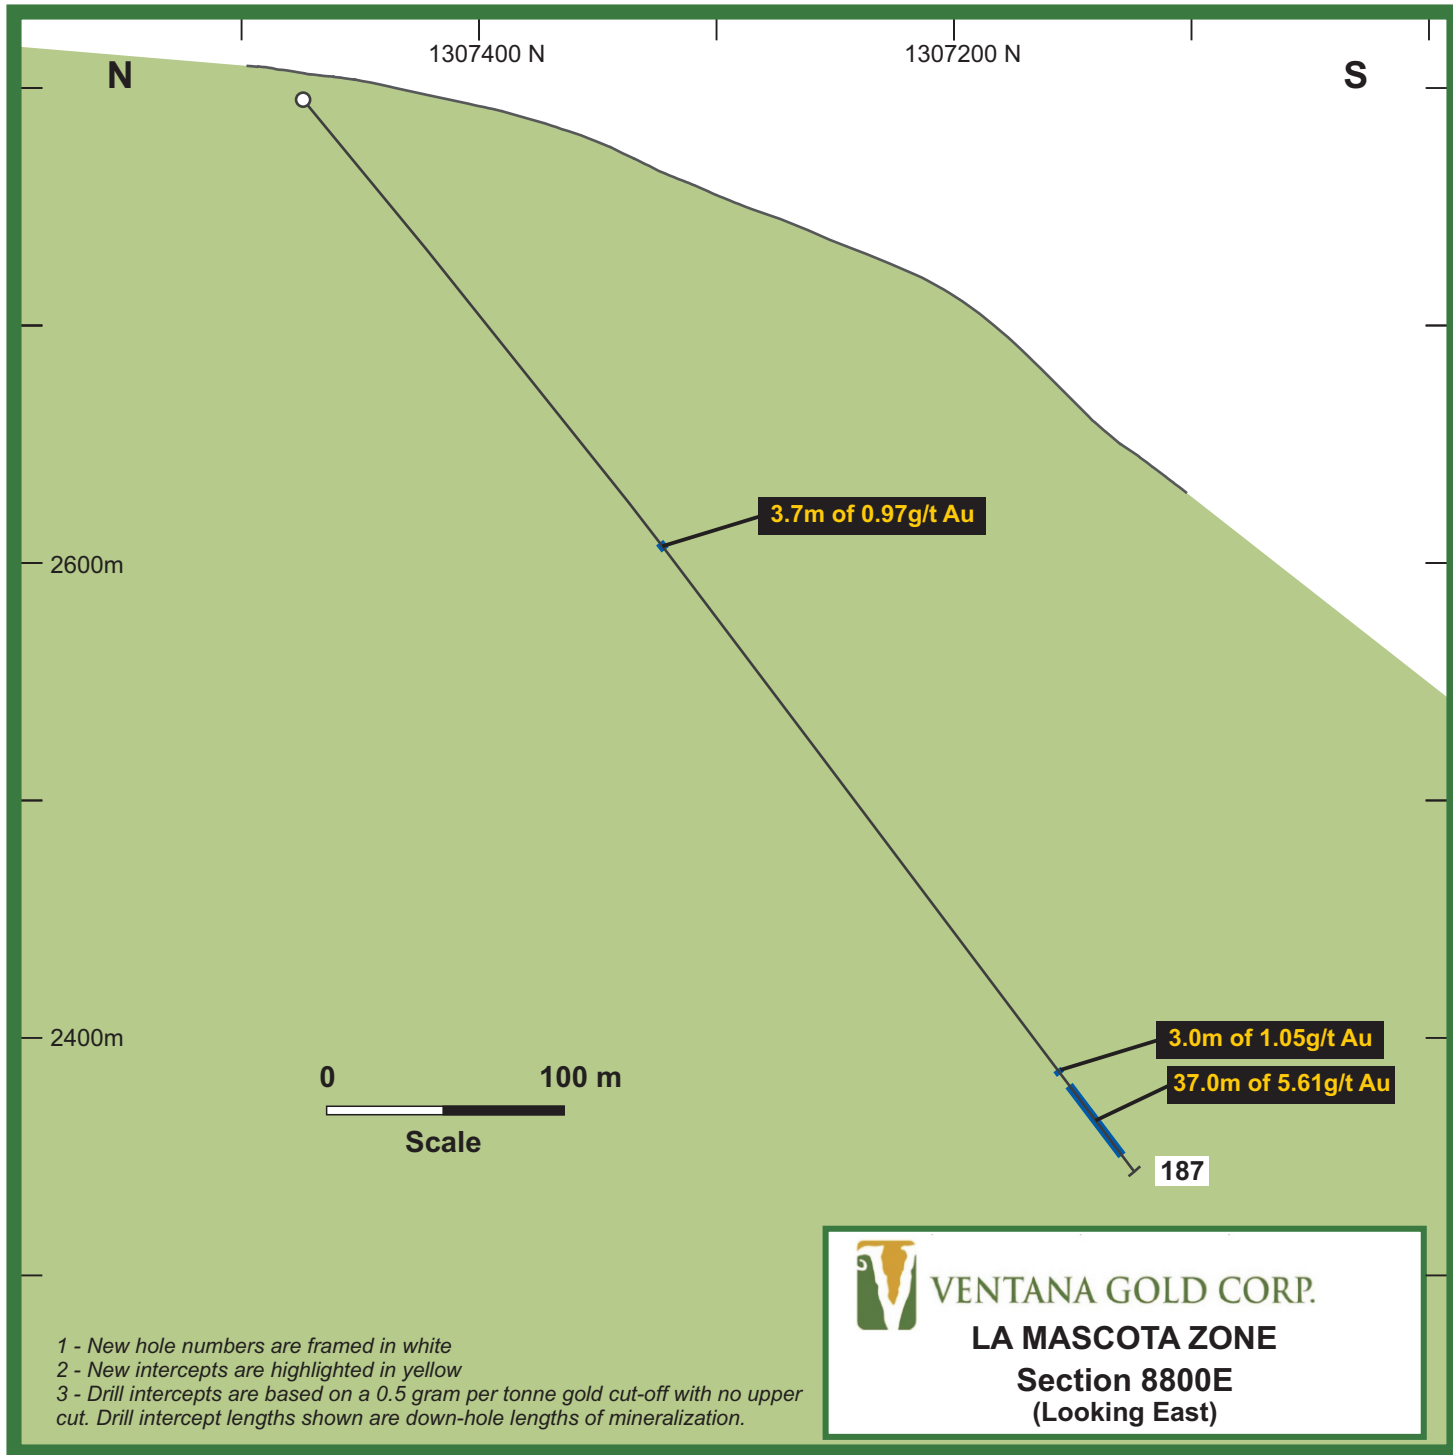 1307400 N
1307200 N
N
S
3.7m of 0.97g/t Au
2600m
2400m
3.0m of 1.05g/t Au
37.0m of 5.61g/t Au
0
100 m
Scale
187
VENTANA GOLD CORP.
LA MASCOTA ZONE
Section 8800E
(Looking East)
1 - New hole numbers are framed in white
2 - New intercepts are highlighted in yellow
3 - Drill intercepts are based on a 0.5 gram per tonne gold cut-off with no upper
cut. Drill intercept lengths shown are down-hole lengths of mineralization.